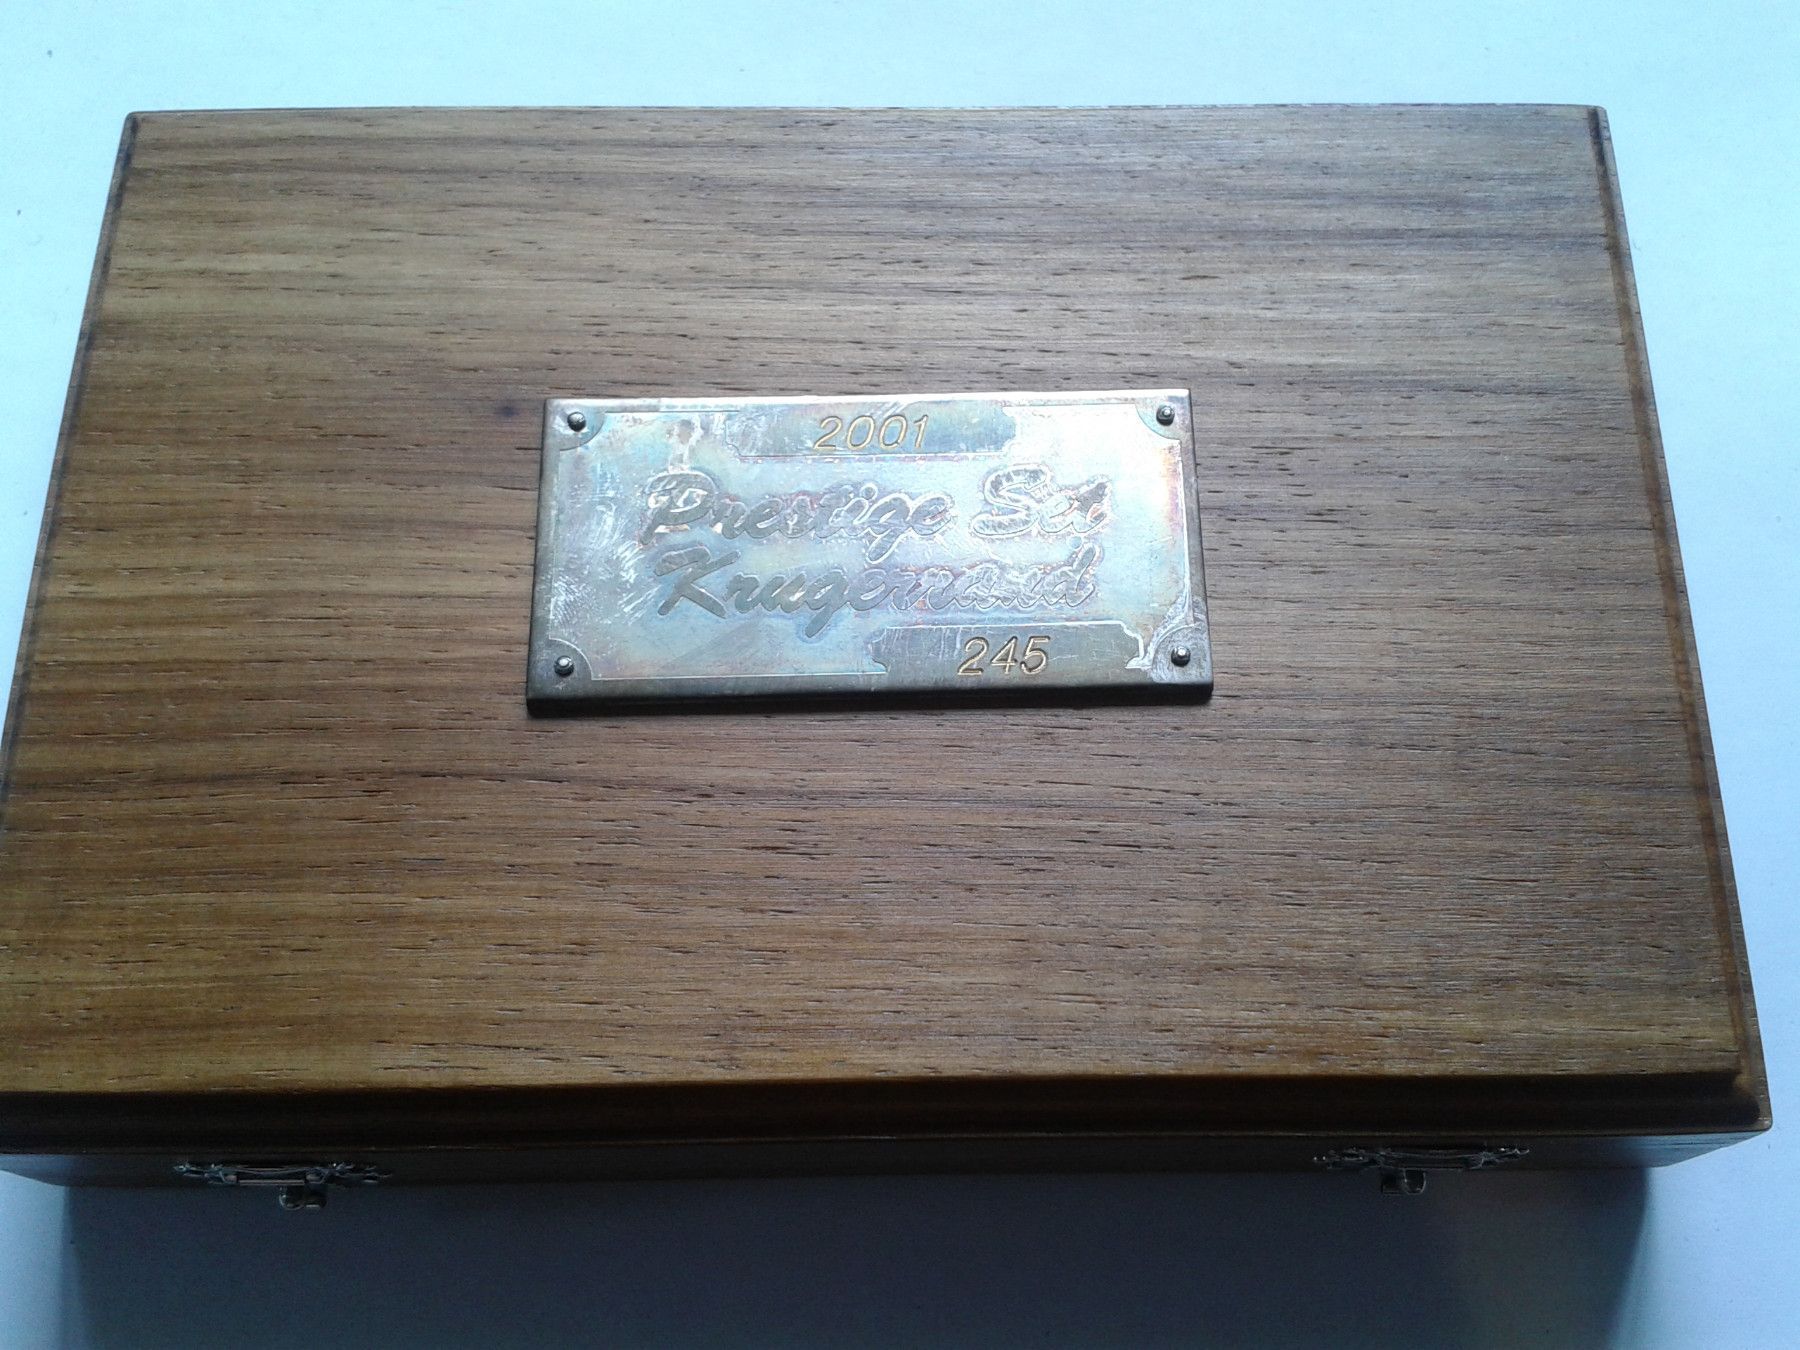 2001
Prestige Set
Krugerrand
245